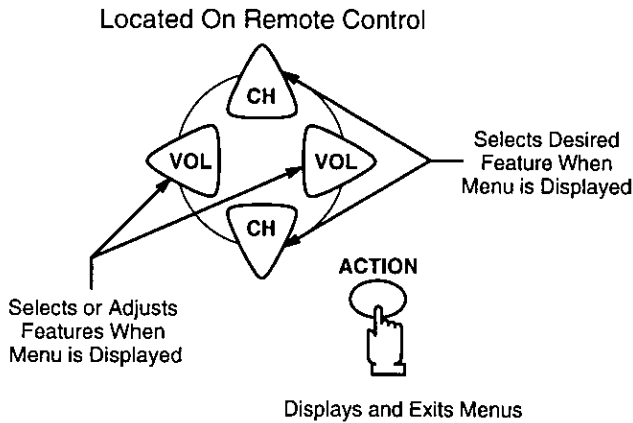 Located On Remote Control
CH
VOL
VOL
CH
Selects Desired
Feature When
Menu is Displayed
ACTION
Selects or Adjusts
Features When
Menu is Displayed
Displays and Exits Menus